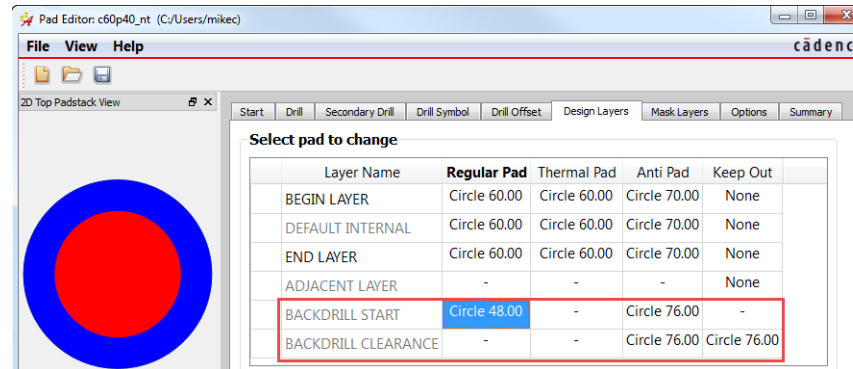 Pad Editor: c60p40_nt (C:/Users/mikec)
File View Help
cādenc
2D Top Padstack View
Start Drill Secondary Drill Drill Symbol Drill Offset Design Layers Mask Layers Options Summary
Select pad to change
Layer Name Regular Pad Thermal Pad Anti Pad Keep Out
BEGIN LAYER Circle 60.00 Circle 60.00 Circle 70.00 None
DEFAULT INTERNAL Circle 60.00 Circle 60.00 Circle 70.00 None
END LAYER Circle 60.00 Circle 60.00 Circle 70.00 None
ADJACENT LAYER - - - None
BACKDRILL START Circle 48.00 - Circle 76.00 -
BACKDRILL CLEARANCE - - Circle 76.00 Circle 76.00